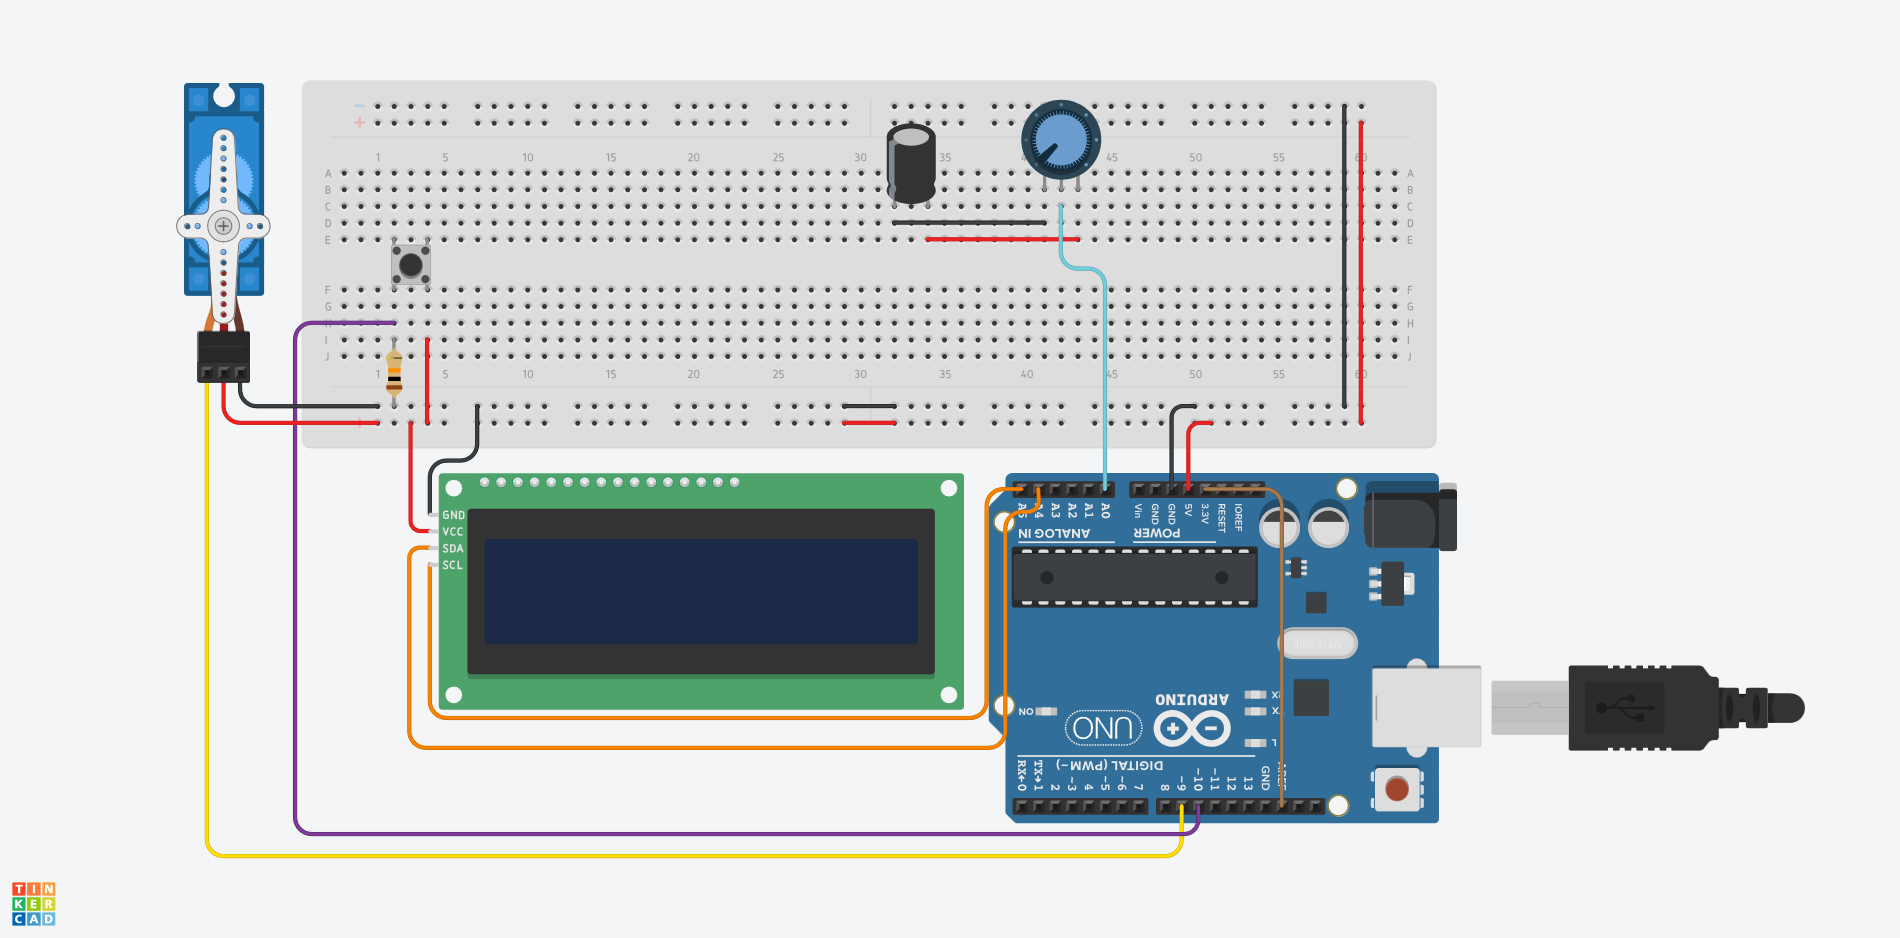 − −
+
1 5 10 15 20 25 30 35 40 45 50 55 60
A A
B B
C C
D D
E E
F F
G G
H H
I I
J J
1 5 10 15 20 25 30 35 40 45 50 55 60
GND
VCC
SDA
SCL
A5 A4 A3 A2 A1 A0
Vin GND GND 5V 3.3V RESET IOREF
ANALOG IN
POWER
ARDUINO
UNO
ON
RX
TX
L
DIGITAL (PWM~)
RX←0 TX→1 2 ~3 4 ~5 ~6 7 8 ~9 ~10 ~11 12 13 GND AREF
TIN
KER
CAD